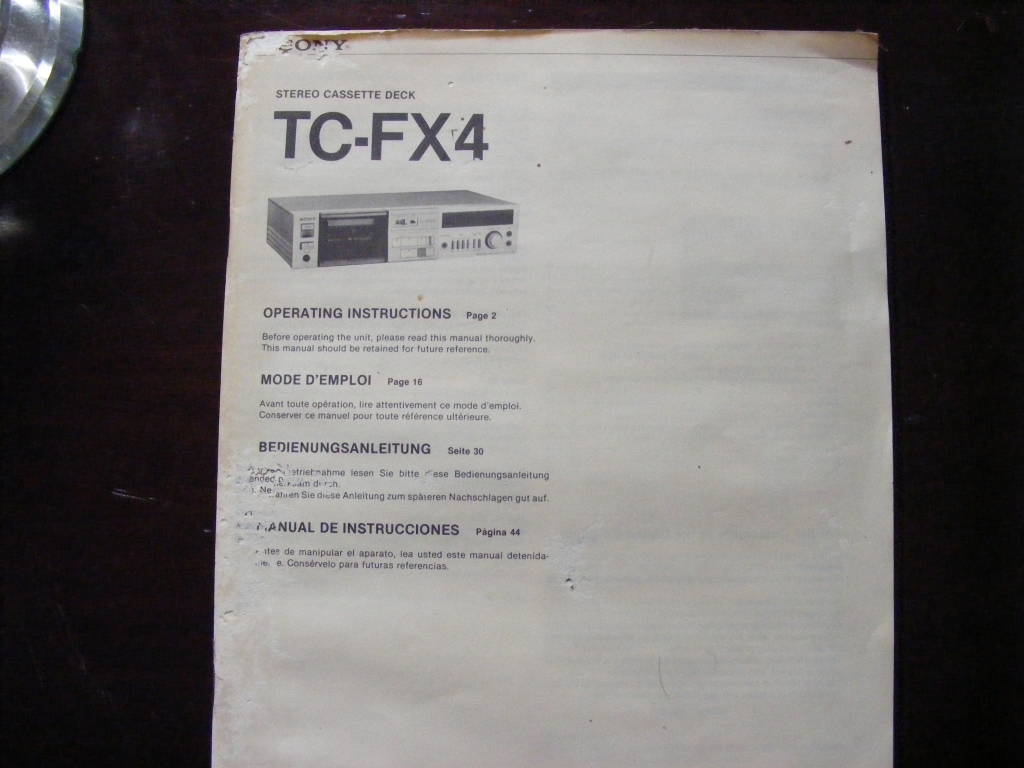 SONY
STEREO CASSETTE DECK
TC-FX4
SONY
OPERATING INSTRUCTIONS Page 2
Before operating the unit, please read this manual thoroughly.
This manual should be retained for future reference.
MODE D'EMPLOI Page 16
Avant toute opération, lire attentivement ce mode d'emploi.
Conserver ce manuel pour toute référence ultérieure.
BEDIENUNGSANLEITUNG Seite 30
lesen Sie bitte diese Bedienungsanleitung
durch.
Sie diese Anleitung zum späteren Nachschlagen gut auf.
MANUAL DE INSTRUCCIONES Página 44
de manipular el aparato, lea usted este manual detenida-
Consérvelo para futuras referencias.